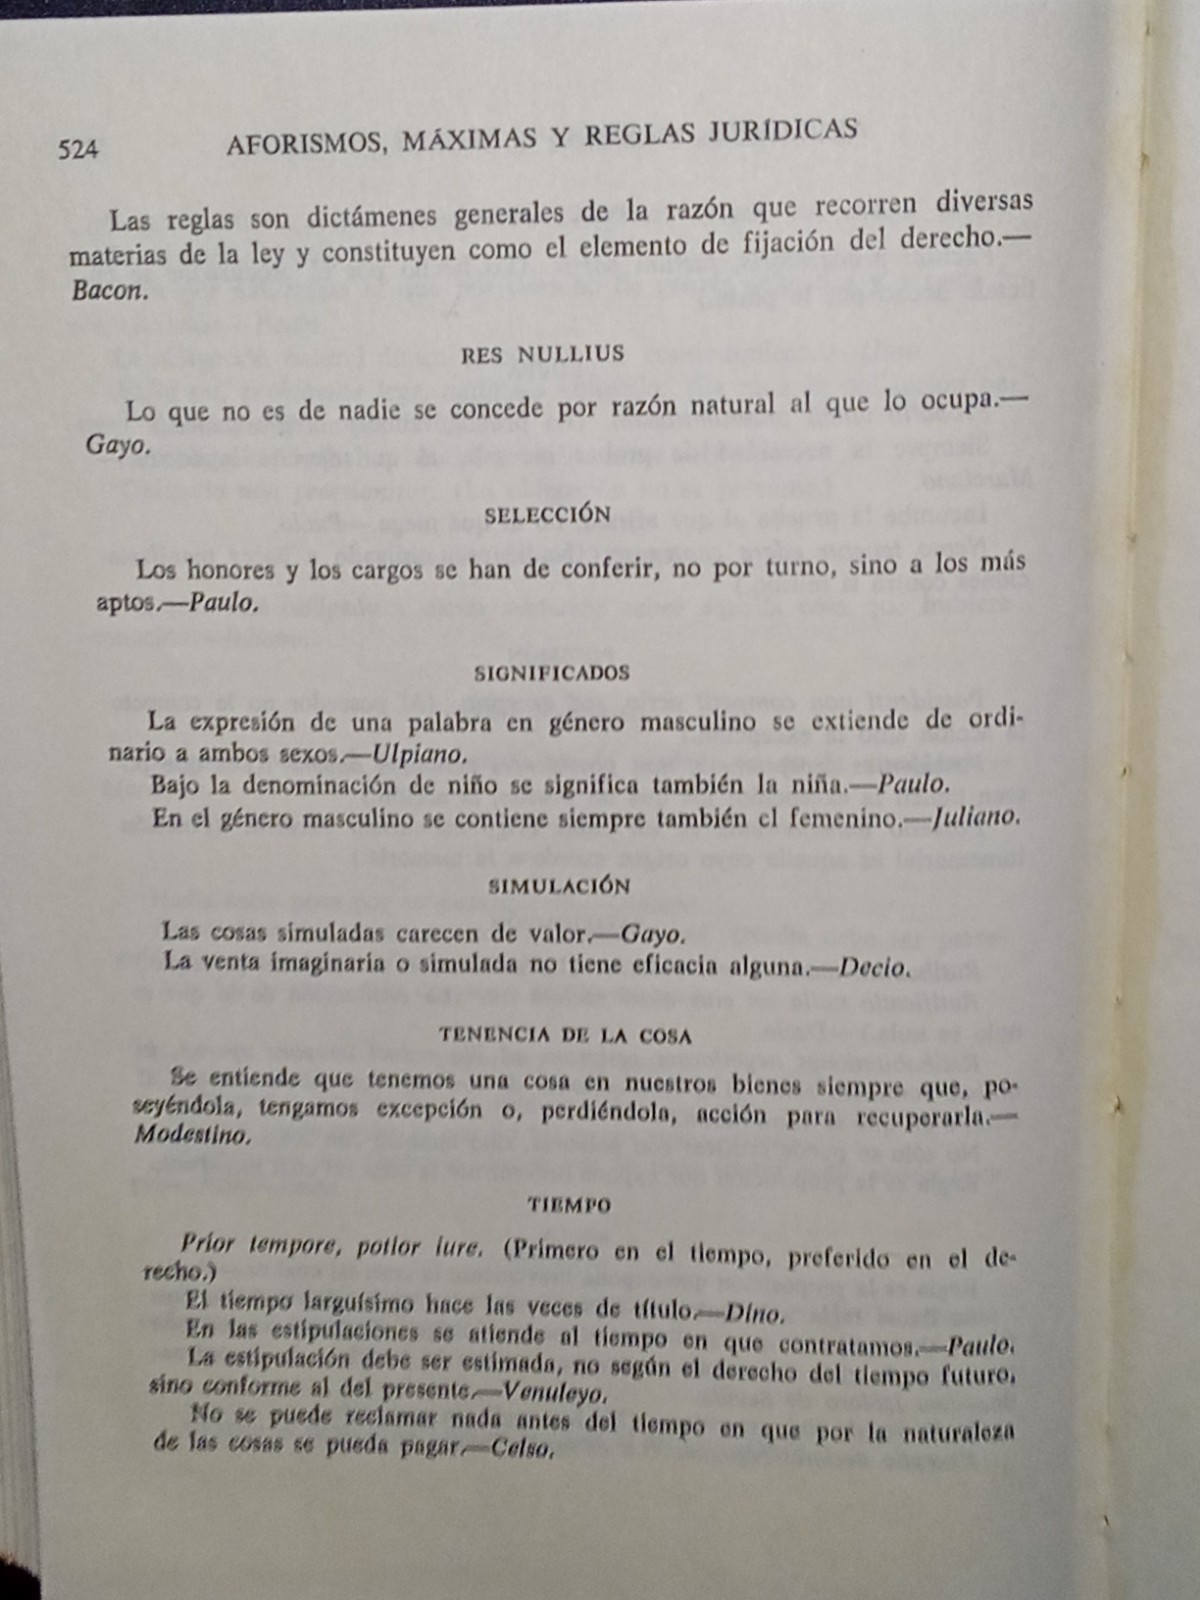 524 AFORISMOS, MÁXIMAS Y REGLAS JURÍDICAS
Las reglas son dictámenes generales de la razón que recorren diversas
materias de la ley y constituyen como el elemento de fijación del derecho.—
Bacon.
RES NULLIUS
Lo que no es de nadie se concede por razón natural al que lo ocupa.—
Gayo.
SELECCIÓN
Los honores y los cargos se han de conferir, no por turno, sino a los más
aptos.—Paulo.
SIGNIFICADOS
La expresión de una palabra en género masculino se extiende de ordi-
nario a ambos sexos.—Ulpiano.
Bajo la denominación de niño se significa también la niña.—Paulo.
En el género masculino se contiene siempre también el femenino.—Juliano.
SIMULACIÓN
Las cosas simuladas carecen de valor.—Gayo.
La venta imaginaria o simulada no tiene eficacia alguna.—Decio.
TENENCIA DE LA COSA
Se entiende que tenemos una cosa en nuestros bienes siempre que, po-
seyéndola, tengamos excepción o, perdiéndola, acción para recuperarla.—
Modestino.
TIEMPO
Prior tempore, potior iure. (Primero en el tiempo, preferido en el de-
recho.)
El tiempo larguísimo hace las veces de título.—Dino.
En las estipulaciones se atiende al tiempo en que contratamos.—Paulo.
La estipulación debe ser estimada, no según el derecho del tiempo futuro,
sino conforme al del presente.—Venuleyo.
No se puede reclamar nada antes del tiempo en que por la naturaleza
de las cosas se pueda pagar.—Celso.